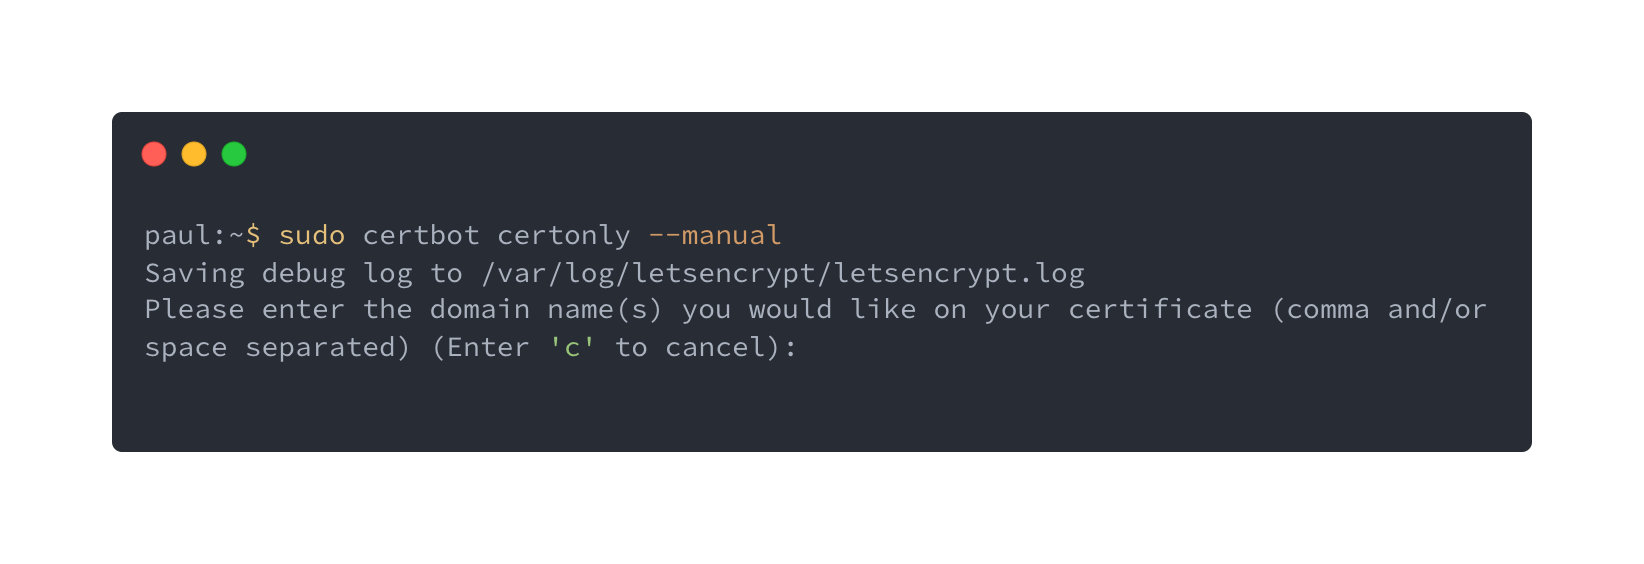 paul:~$ sudo certbot certonly --manual
Saving debug log to /var/log/letsencrypt/letsencrypt.log
Please enter the domain name(s) you would like on your certificate (comma and/or
space separated) (Enter 'c' to cancel):